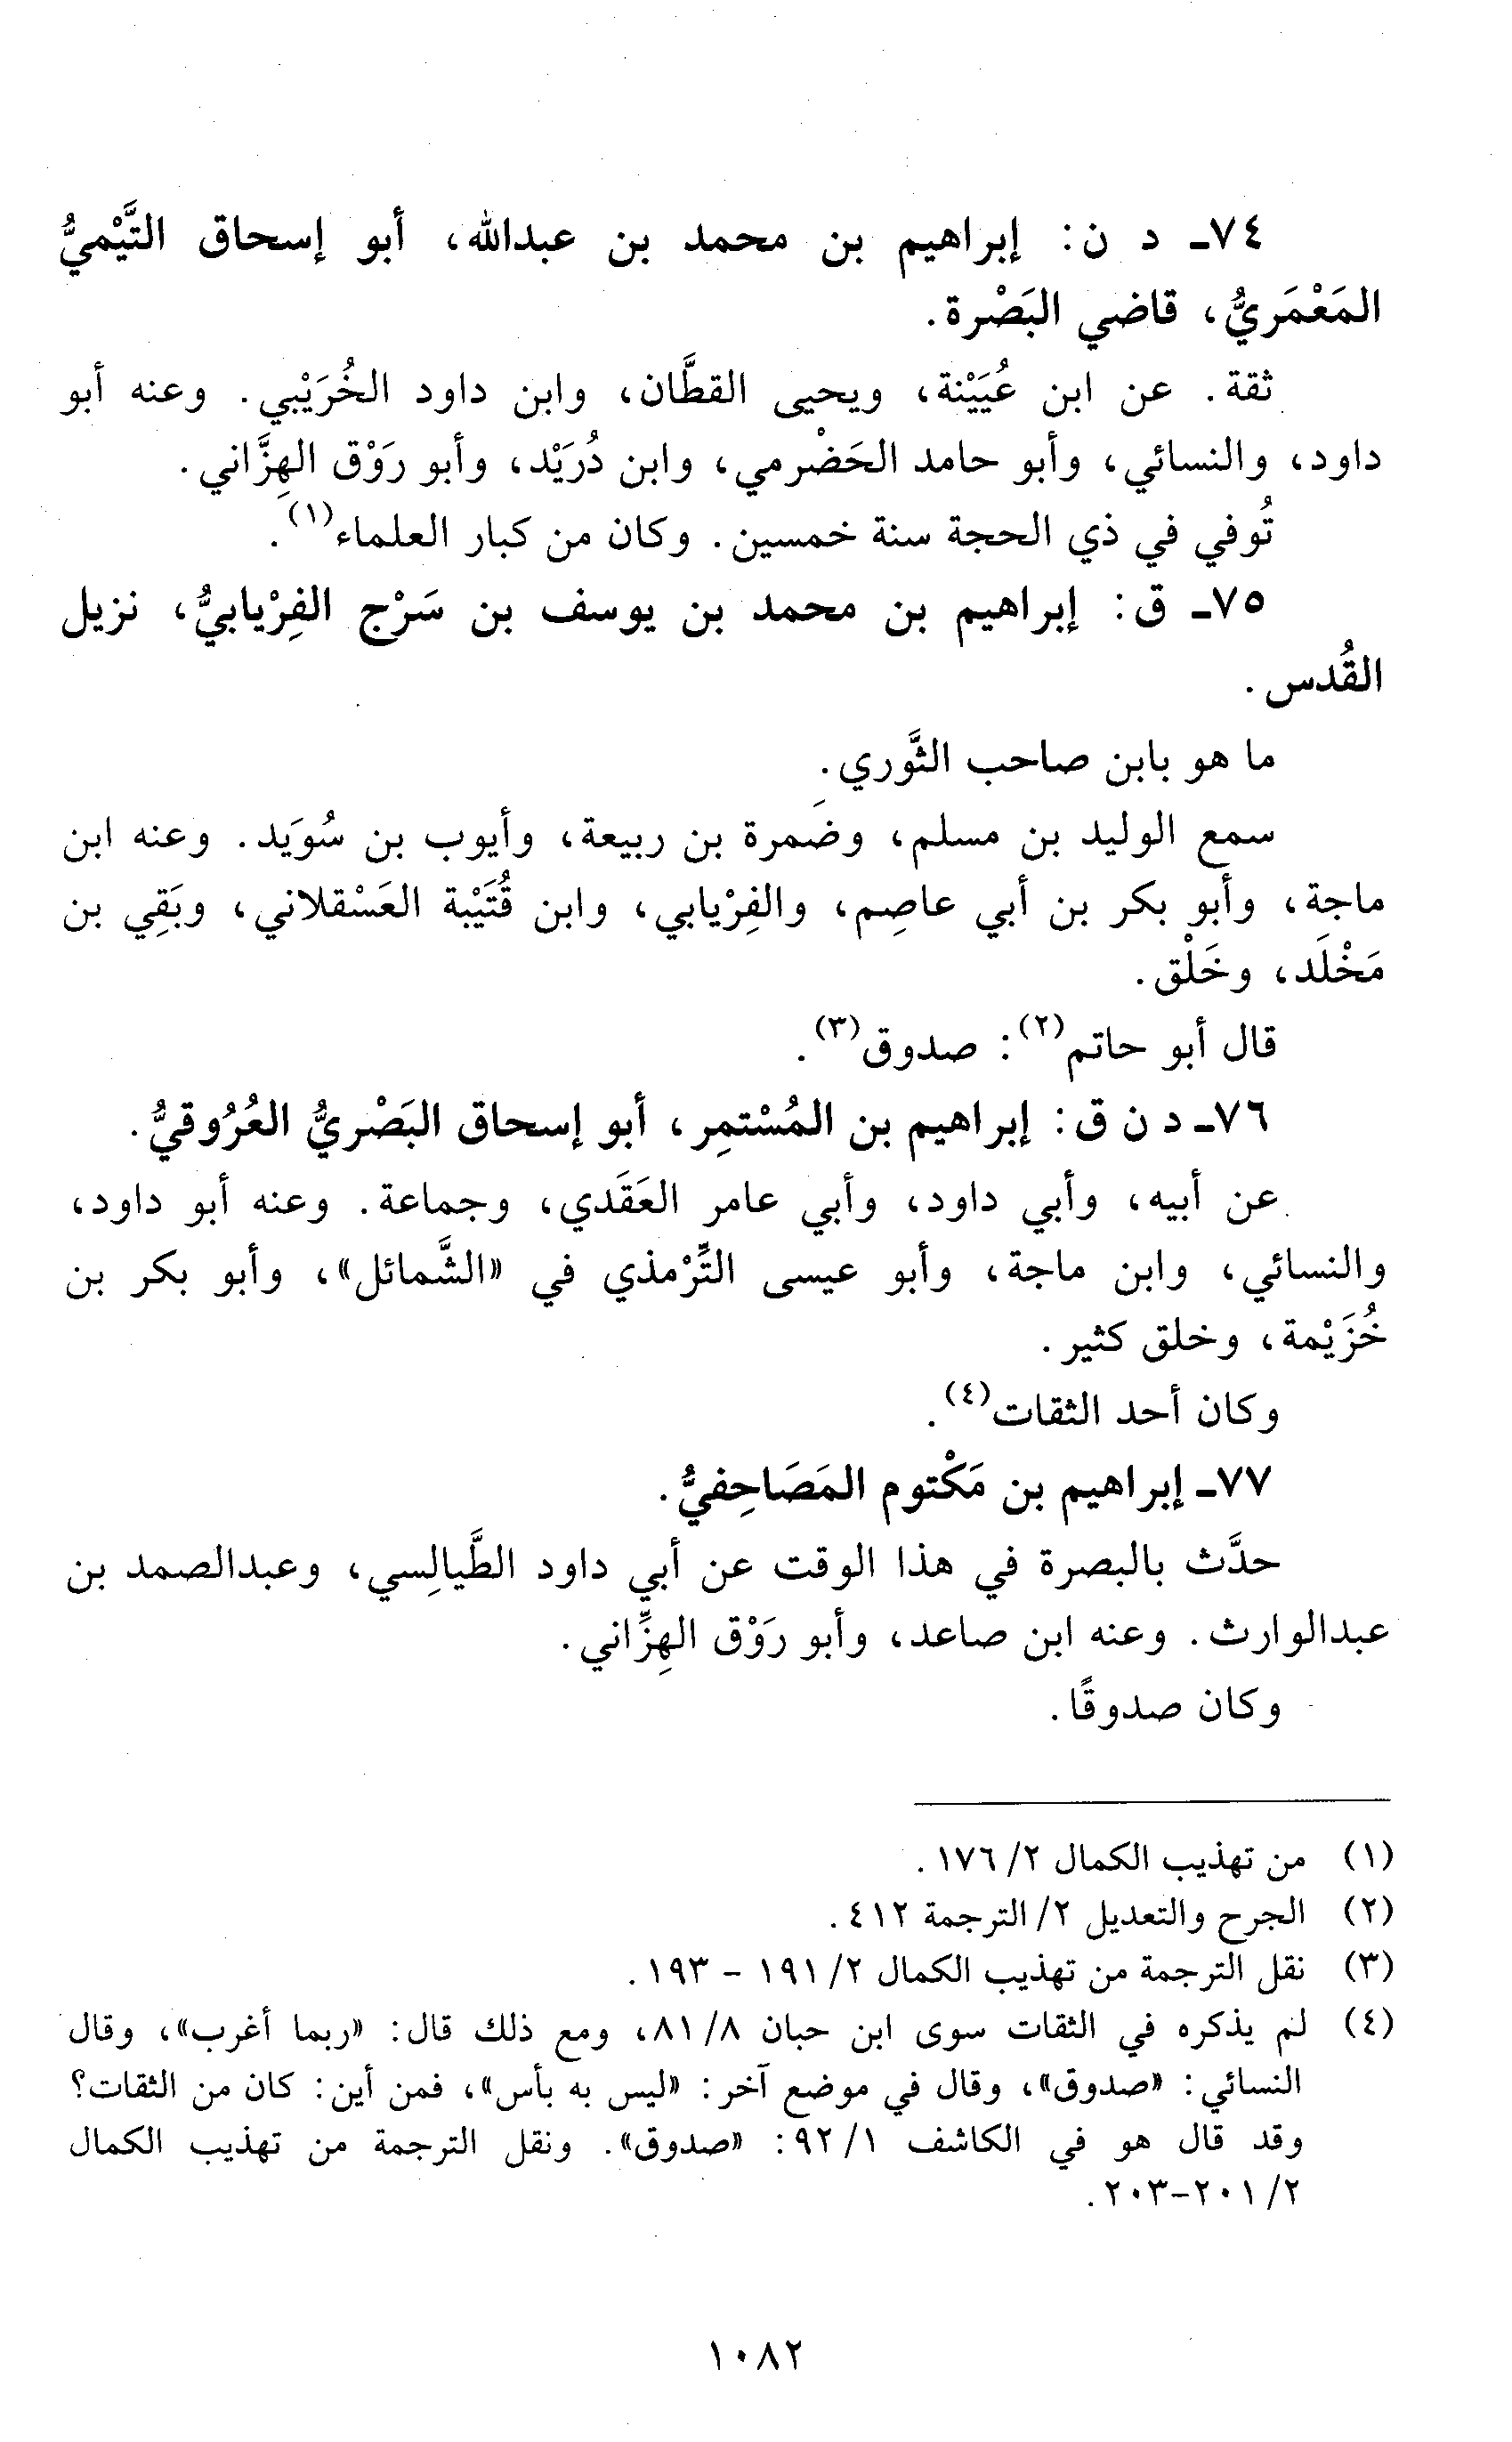 ٧٤ـ د ن: إبراهيم بن محمد بن عبدالله، أبو إسحاق التَّيْميُّ
المَعْمَريُّ، قاضي البَصْرة.
ثقة. عن ابن عُيَيْنة، ويحيى القطَّان، وابن داود الخُرَيْبي. وعنه أبو
داود، والنسائي، وأبو حامد الحَضْرمي، وابن دُرَيْد، وأبو رَوْق الهِزَّاني.
تُوفي في ذي الحجة سنة خمسين. وكان من كبار العلماء(١).
٧٥ـ ق: إبراهيم بن محمد بن يوسف بن سَرْج الفِرْيابيُّ، نزيل
القُدس.
ما هو بابن صاحب الثَّوري.
سمع الوليد بن مسلم، وضَمرة بن ربيعة، وأيوب بن سُويَد. وعنه ابن
ماجة، وأبو بكر بن أبي عاصِم، والفِرْيابي، وابن قُتَيْبة العَسْقلاني، وبَقِي بن
مَخْلَد، وخَلْق.
قال أبو حاتم(٢): صدوق(٣).
٧٦ـ د ن ق: إبراهيم بن المُسْتمِر، أبو إسحاق البَصْريُّ العُرُوقيُّ.
عن أبيه، وأبي داود، وأبي عامر العَقَدي، وجماعة. وعنه أبو داود،
والنسائي، وابن ماجة، وأبو عيسى التِّرْمذي في «الشَّمائل»، وأبو بكر بن
خُزَيْمة، وخلق كثير.
وكان أحد الثقات(٤).
٧٧ـ إبراهيم بن مَكْتوم المَصَاحِفيُّ.
حدَّث بالبصرة في هذا الوقت عن أبي داود الطَّيالِسي، وعبدالصمد بن
عبدالوارث. وعنه ابن صاعد، وأبو رَوْق الهِزِّاني.
وكان صدوقًا.
(١) من تهذيب الكمال ٢/ ١٧٦.
(٢) الجرح والتعديل ٢/ الترجمة ٤١٢.
(٣) نقل الترجمة من تهذيب الكمال ٢/ ١٩١ - ١٩٣.
(٤) لم يذكره في الثقات سوى ابن حبان ٨/ ٨١، ومع ذلك قال: «ربما أغرب»، وقال
النسائي: «صدوق»، وقال في موضع آخر: «ليس به بأس»، فمن أين: كان من الثقات؟
وقد قال هو في الكاشف ١/ ٩٢: «صدوق». ونقل الترجمة من تهذيب الكمال
٢/ ٢٠١-٢٠٣.
١٠٨٢